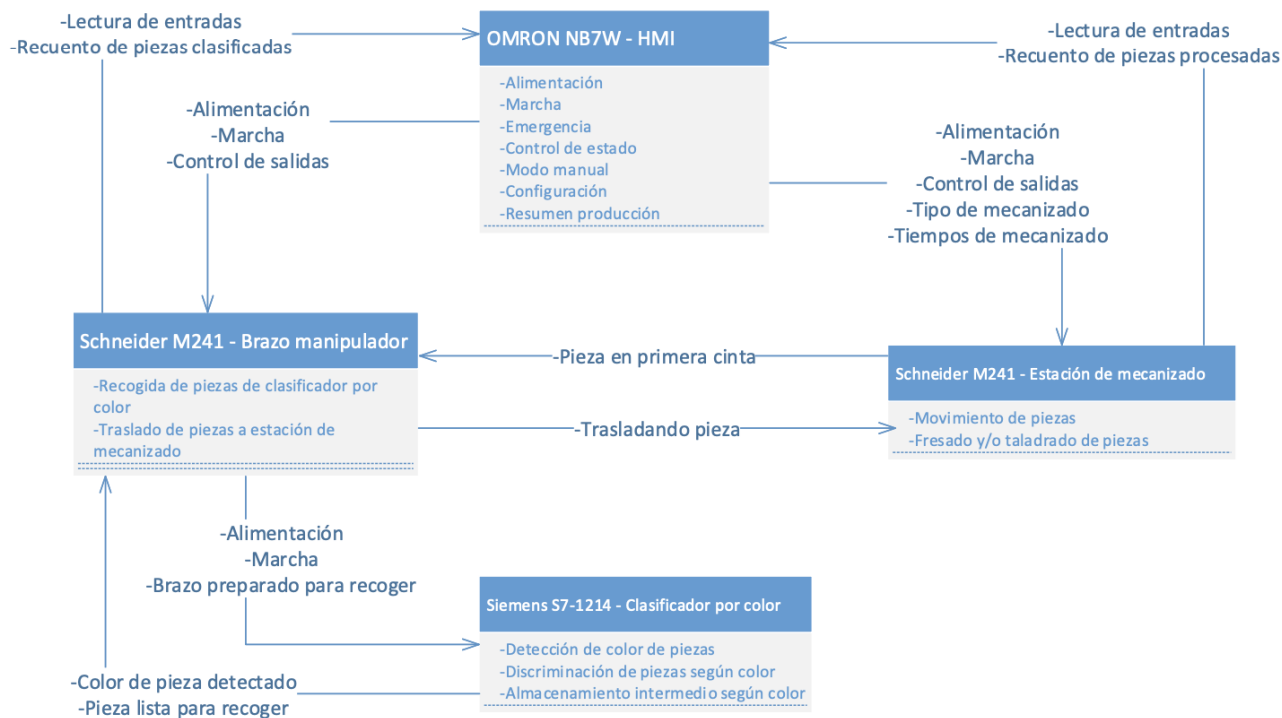 -Lectura de entradas
-Recuento de piezas clasificadas
OMRON NB7W - HMI
-Alimentación
-Marcha
-Emergencia
-Control de estado
-Modo manual
-Configuración
-Resumen producción
-Lectura de entradas
-Recuento de piezas procesadas
-Alimentación
-Marcha
-Control de salidas
-Alimentación
-Marcha
-Control de salidas
-Tipo de mecanizado
-Tiempos de mecanizado
Schneider M241 - Brazo manipulador
-Recogida de piezas de clasificador por
color
-Traslado de piezas a estación de
mecanizado
-Pieza en primera cinta
-Trasladando pieza
Schneider M241 - Estación de mecanizado
-Movimiento de piezas
-Fresado y/o taladrado de piezas
-Alimentación
-Marcha
-Brazo preparado para recoger
Siemens S7-1214 - Clasificador por color
-Detección de color de piezas
-Discriminación de piezas según color
-Almacenamiento intermedio según color
-Color de pieza detectado
-Pieza lista para recoger